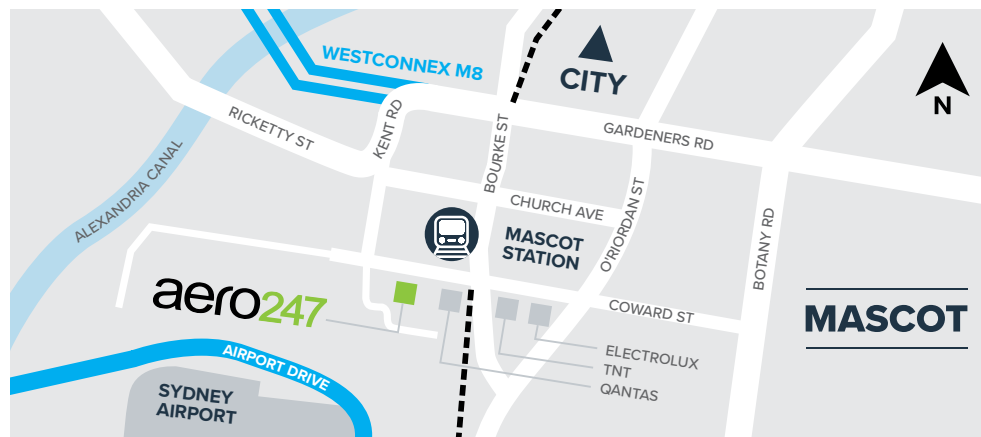 WESTCONNEX M8
CITY
N
RICKETTY ST
KENT RD
BOURKE ST
GARDENERS RD
ALEXANDRIA CANAL
CHURCH AVE
O'RIORDAN ST
BOTANY RD
MASCOT
STATION
aero247
COWARD ST
MASCOT
ELECTROLUX
TNT
QANTAS
AIRPORT DRIVE
SYDNEY
AIRPORT